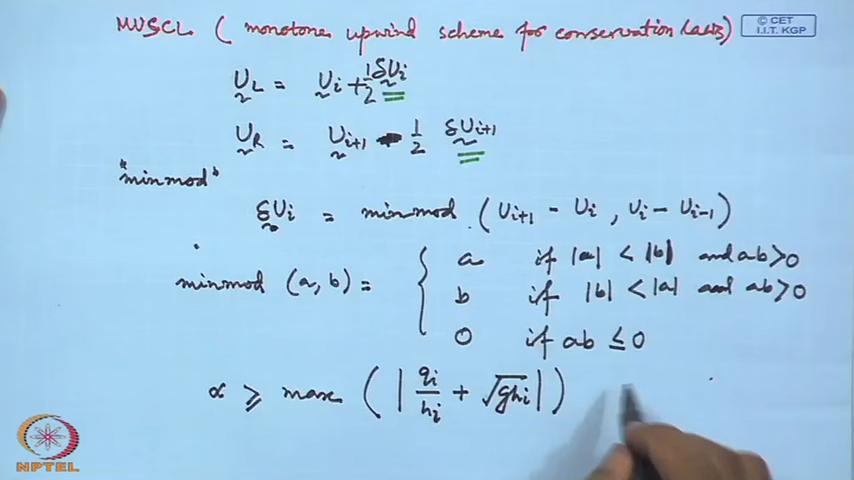 MUSCL ( monotone upwind scheme for conservation laws)
© CET
I.I.T. KGP
U_L = U_i + 1/2 δU_i
U_R = U_{i+1} - 1/2 δU_{i+1}
"minmod"
δU_i = minmod (U_{i+1} - U_i , U_i - U_{i-1})
minmod (a, b) = { a if |a| < |b| and ab>0
b if |b| < |a| and ab>0
0 if ab ≤ 0
α ≥ max ( | q_i/h_i + √gh_i | )
NPTEL